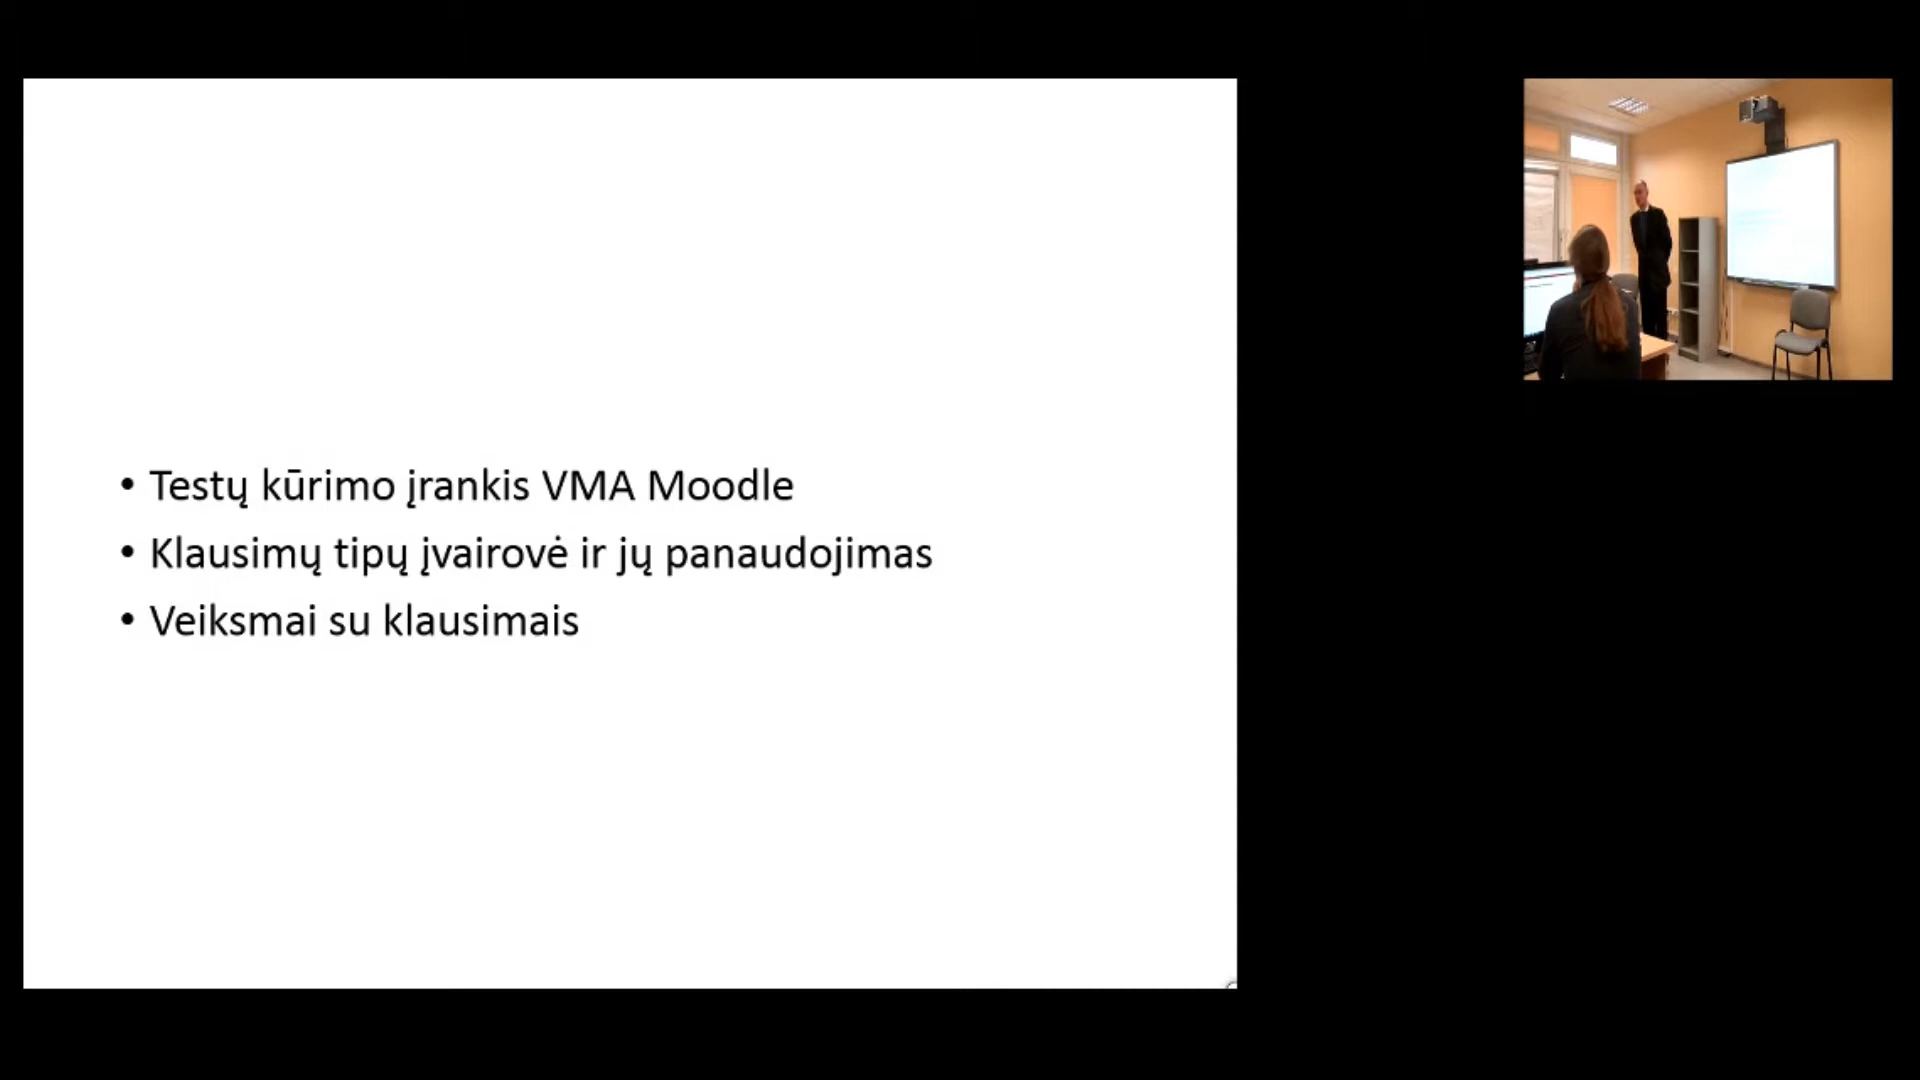 • Testų kūrimo įrankis VMA Moodle
• Klausimų tipų įvairovė ir jų panaudojimas
• Veiksmai su klausimais